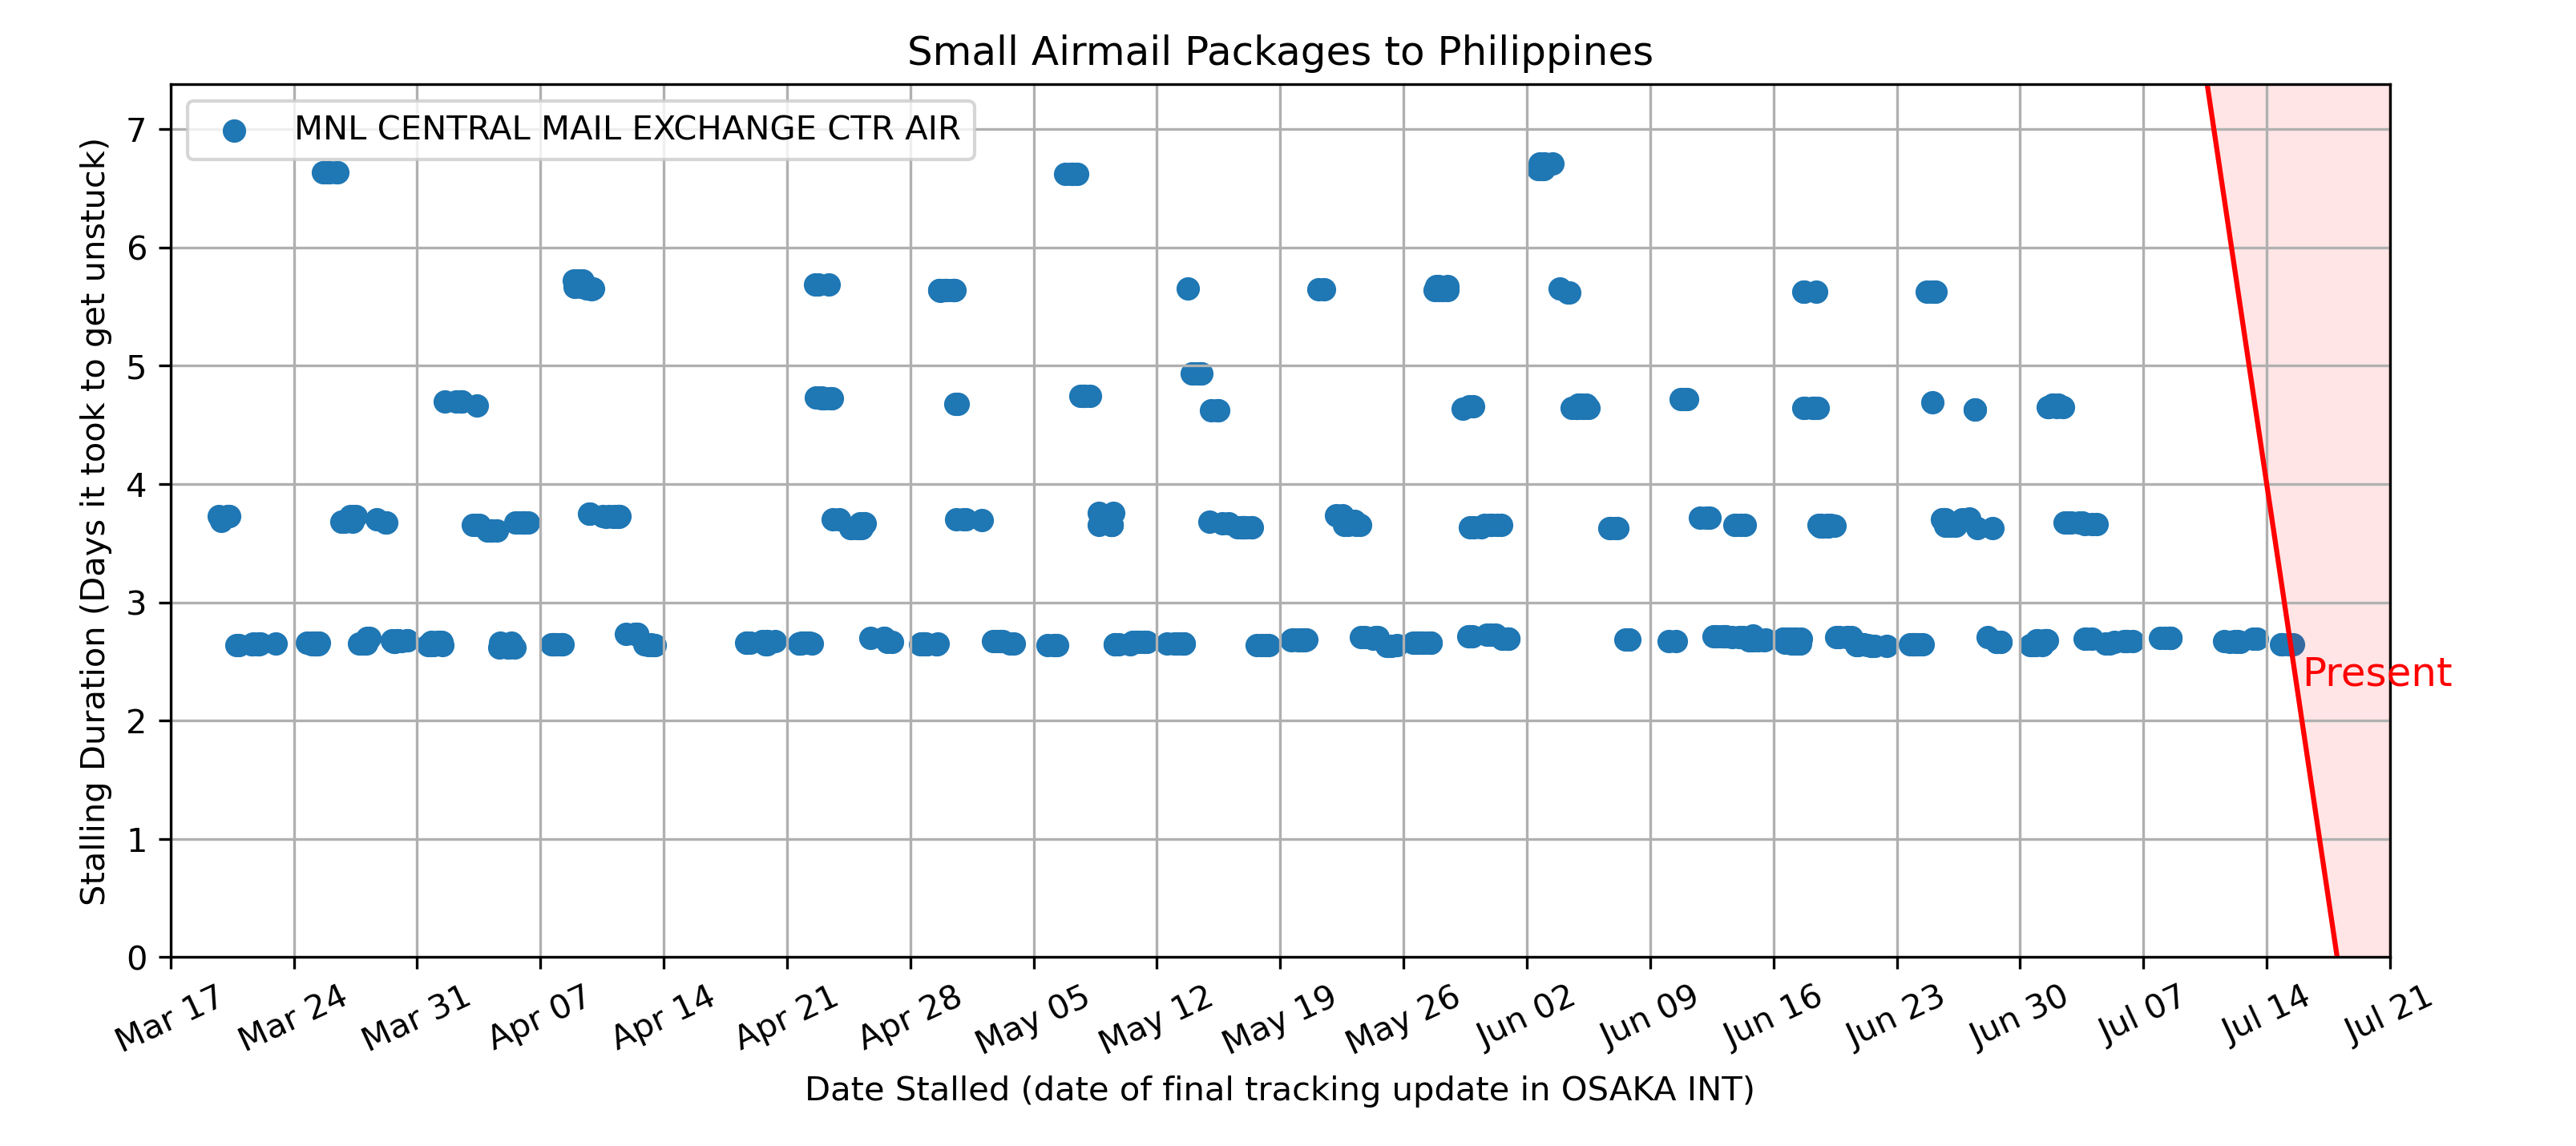 Small Airmail Packages to Philippines
MNL CENTRAL MAIL EXCHANGE CTR AIR
Stalling Duration (Days it took to get unstuck)
7
6
5
4
3
2
1
0
Present
Mar 17 Mar 24 Mar 31 Apr 07 Apr 14 Apr 21 Apr 28 May 05 May 12 May 19 May 26 Jun 02 Jun 09 Jun 16 Jun 23 Jun 30 Jul 07 Jul 14 Jul 21
Date Stalled (date of final tracking update in OSAKA INT)